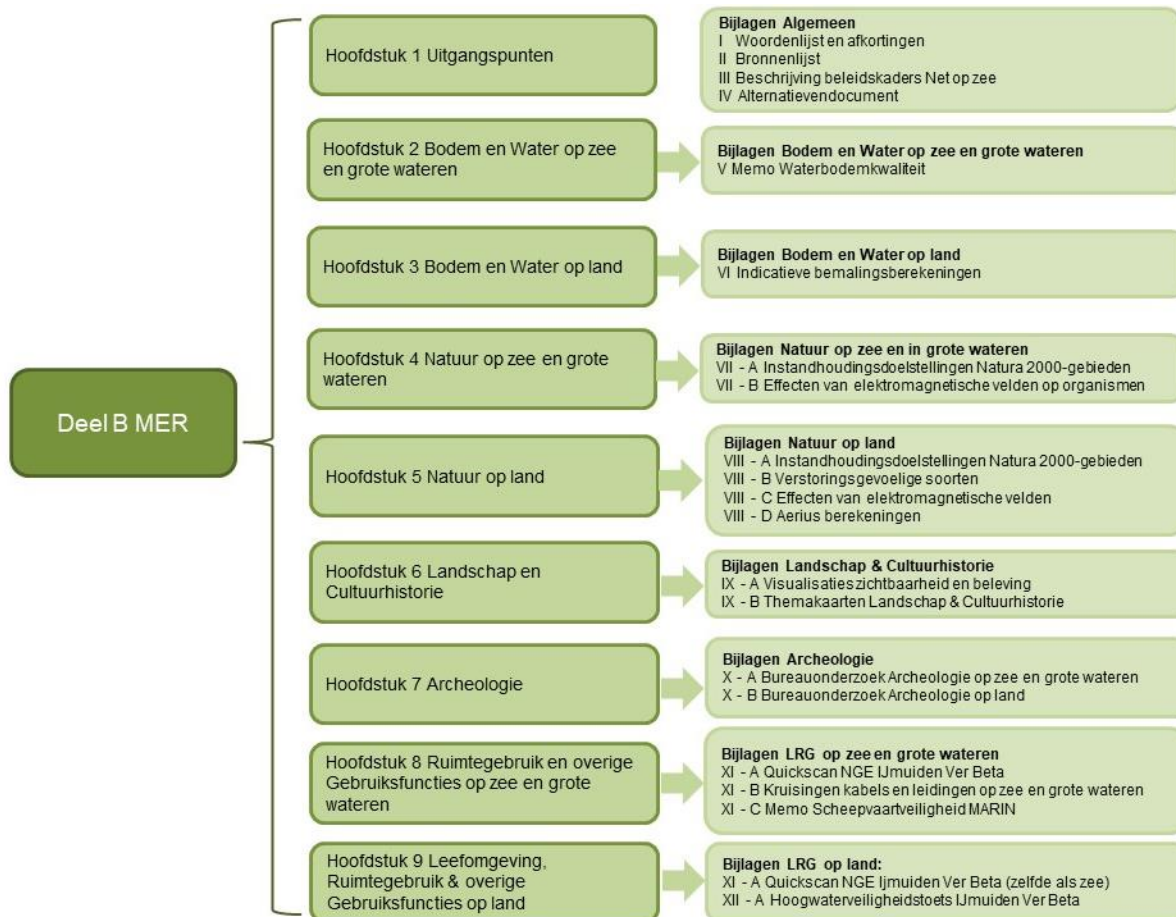 Deel B MER
Hoofdstuk 1 Uitgangspunten
Bijlagen Algemeen
I Woordenlijst en afkortingen
II Bronnenlijst
III Beschrijving beleidskaders Net op zee
IV Alternatievendocument
Hoofdstuk 2 Bodem en Water op zee
en grote wateren
Bijlagen Bodem en Water op zee en grote wateren
V Memo Waterbodemkwaliteit
Hoofdstuk 3 Bodem en Water op land
Bijlagen Bodem en Water op land
VI Indicatieve bemalingsberekeningen
Hoofdstuk 4 Natuur op zee en grote
wateren
Bijlagen Natuur op zee en in grote wateren
VII - A Instandhoudingsdoelstellingen Natura 2000-gebieden
VII - B Effecten van elektromagnetische velden op organismen
Hoofdstuk 5 Natuur op land
Bijlagen Natuur op land
VIII - A Instandhoudingsdoelstellingen Natura 2000-gebieden
VIII - B Verstoringsgevoelige soorten
VIII - C Effecten van elektromagnetische velden
VIII - D Aerius berekeningen
Hoofdstuk 6 Landschap en
Cultuurhistorie
Bijlagen Landschap & Cultuurhistorie
IX - A Visualisaties zichtbaarheid en beleving
IX - B Themakaarten Landschap & Cultuurhistorie
Hoofdstuk 7 Archeologie
Bijlagen Archeologie
X - A Bureauonderzoek Archeologie op zee en grote wateren
X - B Bureauonderzoek Archeologie op land
Hoofdstuk 8 Ruimtegebruik en overige
Gebruiksfuncties op zee en grote
wateren
Bijlagen LRG op zee en grote wateren
XI - A Quickscan NGE IJmuiden Ver Beta
XI - B Kruisingen kabels en leidingen op zee en grote wateren
XI - C Memo Scheepvaartveiligheid MARIN
Hoofdstuk 9 Leefomgeving,
Ruimtegebruik & overige
Gebruiksfuncties op land
Bijlagen LRG op land:
XI - A Quickscan NGE Ijmuiden Ver Beta (zelfde als zee)
XII - A Hoogwaterveiligheidstoets IJmuiden Ver Beta